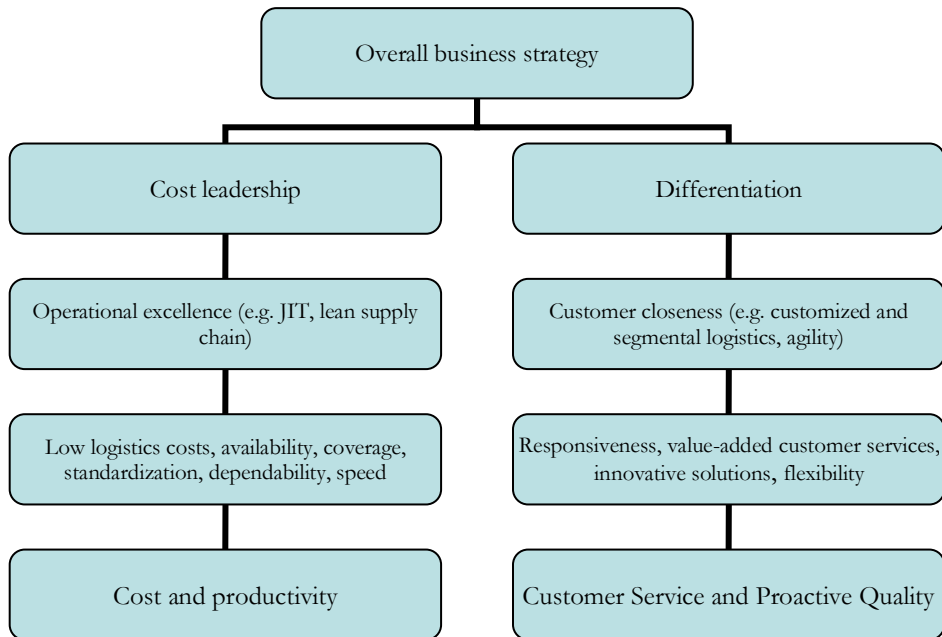 Overall business strategy
Cost leadership
Differentiation
Operational excellence (e.g. JIT, lean supply
chain)
Customer closeness (e.g. customized and
segmental logistics, agility)
Low logistics costs, availability, coverage,
standardization, dependability, speed
Responsiveness, value-added customer services,
innovative solutions, flexibility
Cost and productivity
Customer Service and Proactive Quality